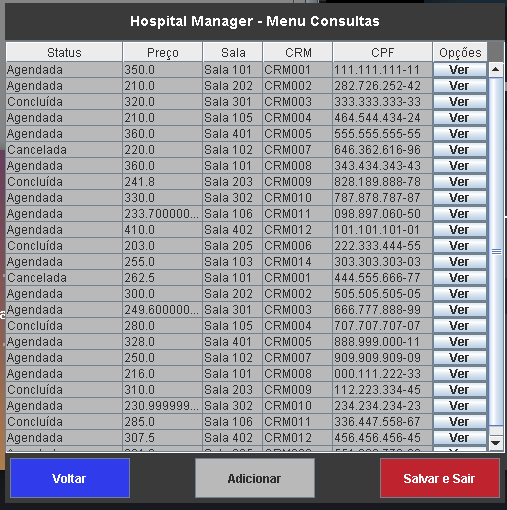 Hospital Manager - Menu Consultas
Status Preço Sala CRM CPF Opções
Agendada 350.0 Sala 101 CRM001 111.111.111-11 Ver
Agendada 210.0 Sala 202 CRM002 282.726.252-42 Ver
Concluída 320.0 Sala 301 CRM003 333.333.333-33 Ver
Agendada 210.0 Sala 105 CRM004 464.544.434-24 Ver
Agendada 360.0 Sala 401 CRM005 555.555.555-55 Ver
Cancelada 220.0 Sala 102 CRM007 646.362.616-96 Ver
Agendada 360.0 Sala 101 CRM008 343.434.343-43 Ver
Concluída 241.8 Sala 203 CRM009 828.189.888-78 Ver
Agendada 330.0 Sala 302 CRM010 787.878.787-87 Ver
Agendada 233.700000... Sala 106 CRM011 098.897.060-50 Ver
Agendada 410.0 Sala 402 CRM012 101.101.101-01 Ver
Concluída 203.0 Sala 205 CRM006 222.333.444-55 Ver
Agendada 255.0 Sala 103 CRM014 303.303.303-03 Ver
Cancelada 262.5 Sala 101 CRM001 444.555.666-77 Ver
Agendada 300.0 Sala 202 CRM002 505.505.505-05 Ver
Agendada 249.600000... Sala 301 CRM003 666.777.888-99 Ver
Concluída 280.0 Sala 105 CRM004 707.707.707-07 Ver
Agendada 328.0 Sala 401 CRM005 888.999.000-11 Ver
Agendada 250.0 Sala 102 CRM007 909.909.909-09 Ver
Agendada 216.0 Sala 101 CRM008 000.111.222-33 Ver
Concluída 310.0 Sala 203 CRM009 112.223.334-45 Ver
Agendada 230.999999... Sala 302 CRM010 234.234.234-23 Ver
Concluída 285.0 Sala 106 CRM011 336.447.558-67 Ver
Agendada 307.5 Sala 402 CRM012 456.456.456-45 Ver
Voltar Adicionar Salvar e Sair